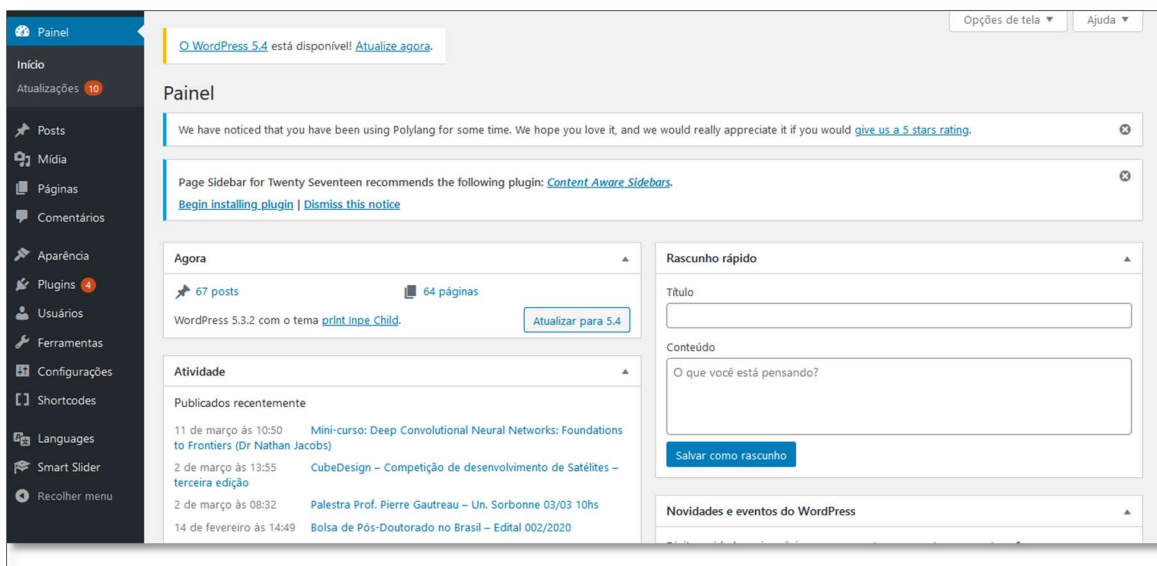 Painel
Início
Atualizações 10
Posts
Mídia
Páginas
Comentários
Aparência
Plugins 4
Usuários
Ferramentas
Configurações
Shortcodes
Languages
Smart Slider
Recolher menu
Opções de tela ▼
Ajuda ▼
O WordPress 5.4 está disponível! Atualize agora.
Painel
We have noticed that you have been using Polylang for some time. We hope you love it, and we would really appreciate it if you would give us a 5 stars rating.
Page Sidebar for Twenty Seventeen recommends the following plugin: Content Aware Sidebars.
Begin installing plugin | Dismiss this notice
Agora
67 posts
64 páginas
WordPress 5.3.2 com o tema prInt Inpe Child.
Atualizar para 5.4
Atividade
Publicados recentemente
11 de março às 10:50 Mini-curso: Deep Convolutional Neural Networks: Foundations
to Frontiers (Dr Nathan Jacobs)
2 de março às 13:55 CubeDesign – Competição de desenvolvimento de Satélites –
terceira edição
2 de março às 08:32 Palestra Prof. Pierre Gautreau – Un. Sorbonne 03/03 10hs
14 de fevereiro às 14:49 Bolsa de Pós-Doutorado no Brasil – Edital 002/2020
Rascunho rápido
Título
Conteúdo
O que você está pensando?
Salvar como rascunho
Novidades e eventos do WordPress